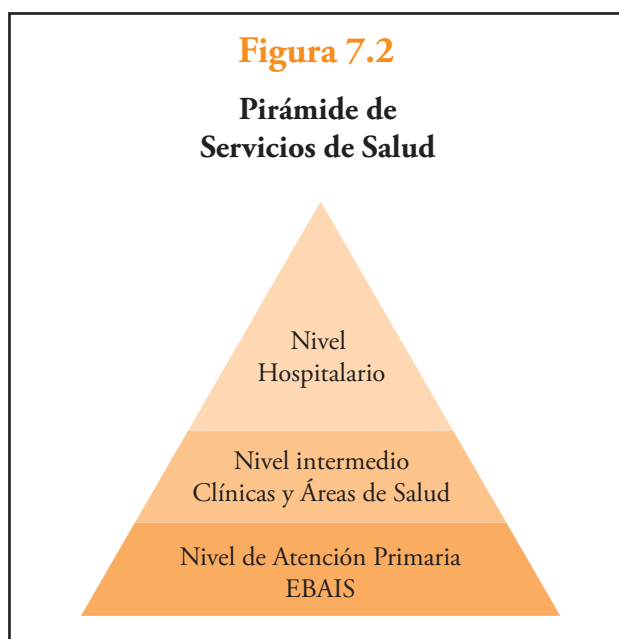 Figura 7.2
Pirámide de
Servicios de Salud
Nivel
Hospitalario
Nivel intermedio
Clínicas y Áreas de Salud
Nivel de Atención Primaria
EBAIS